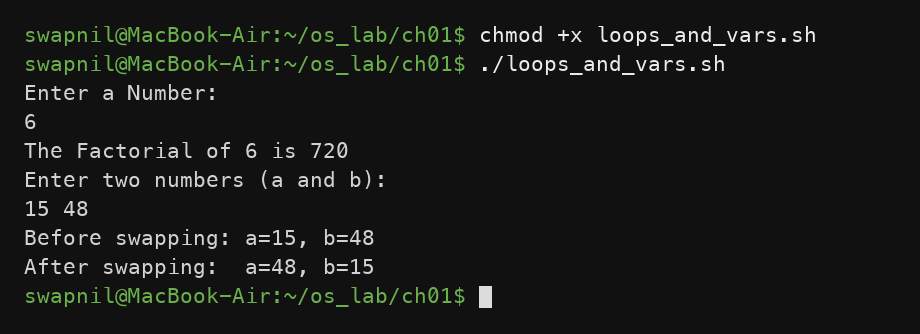 swapnil@MacBook-Air:~/os_lab/ch01$ chmod +x loops_and_vars.sh
swapnil@MacBook-Air:~/os_lab/ch01$ ./loops_and_vars.sh
Enter a Number:
6
The Factorial of 6 is 720
Enter two numbers (a and b):
15 48
Before swapping: a=15, b=48
After swapping:  a=48, b=15
swapnil@MacBook-Air:~/os_lab/ch01$